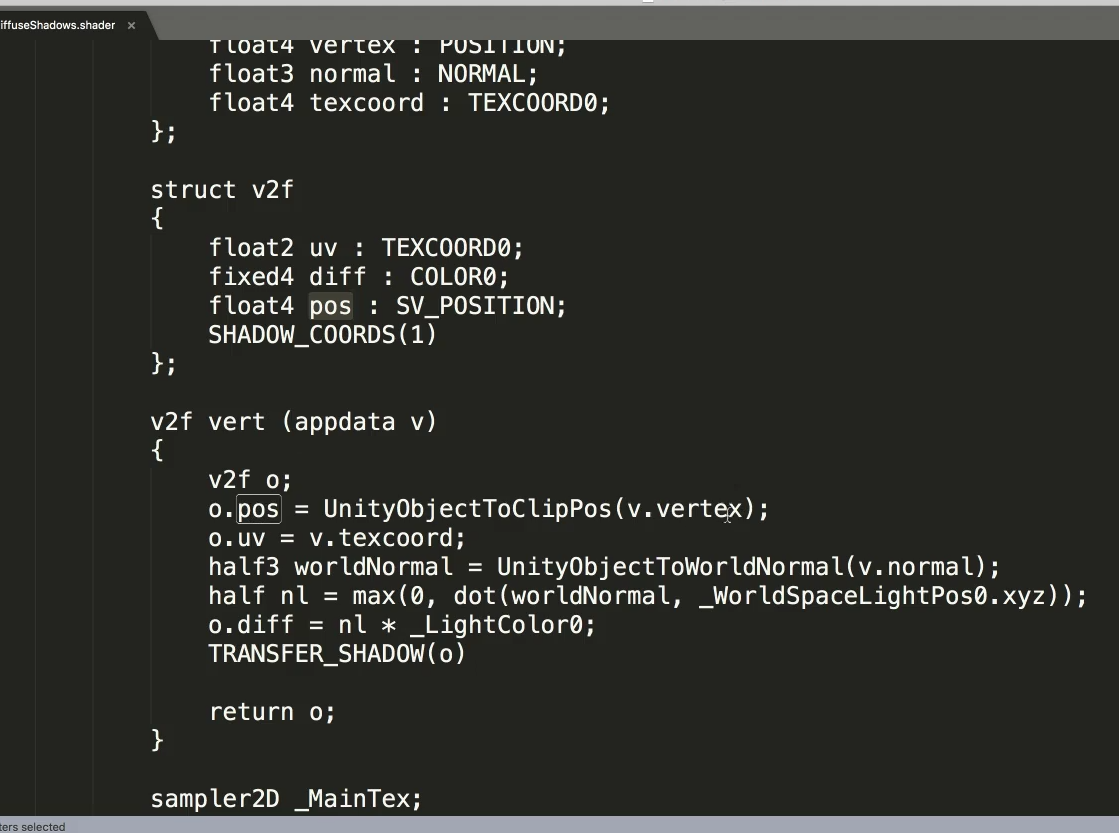 iffuseShadows.shader ×
float4 vertex : POSITION;
float3 normal : NORMAL;
float4 texcoord : TEXCOORD0;
};
struct v2f
{
float2 uv : TEXCOORD0;
fixed4 diff : COLOR0;
float4 pos : SV_POSITION;
SHADOW_COORDS(1)
};
v2f vert (appdata v)
{
v2f o;
o.pos = UnityObjectToClipPos(v.vertex);
o.uv = v.texcoord;
half3 worldNormal = UnityObjectToWorldNormal(v.normal);
half nl = max(0, dot(worldNormal, _WorldSpaceLightPos0.xyz));
o.diff = nl * _LightColor0;
TRANSFER_SHADOW(o)
return o;
}
sampler2D _MainTex;
ters selected